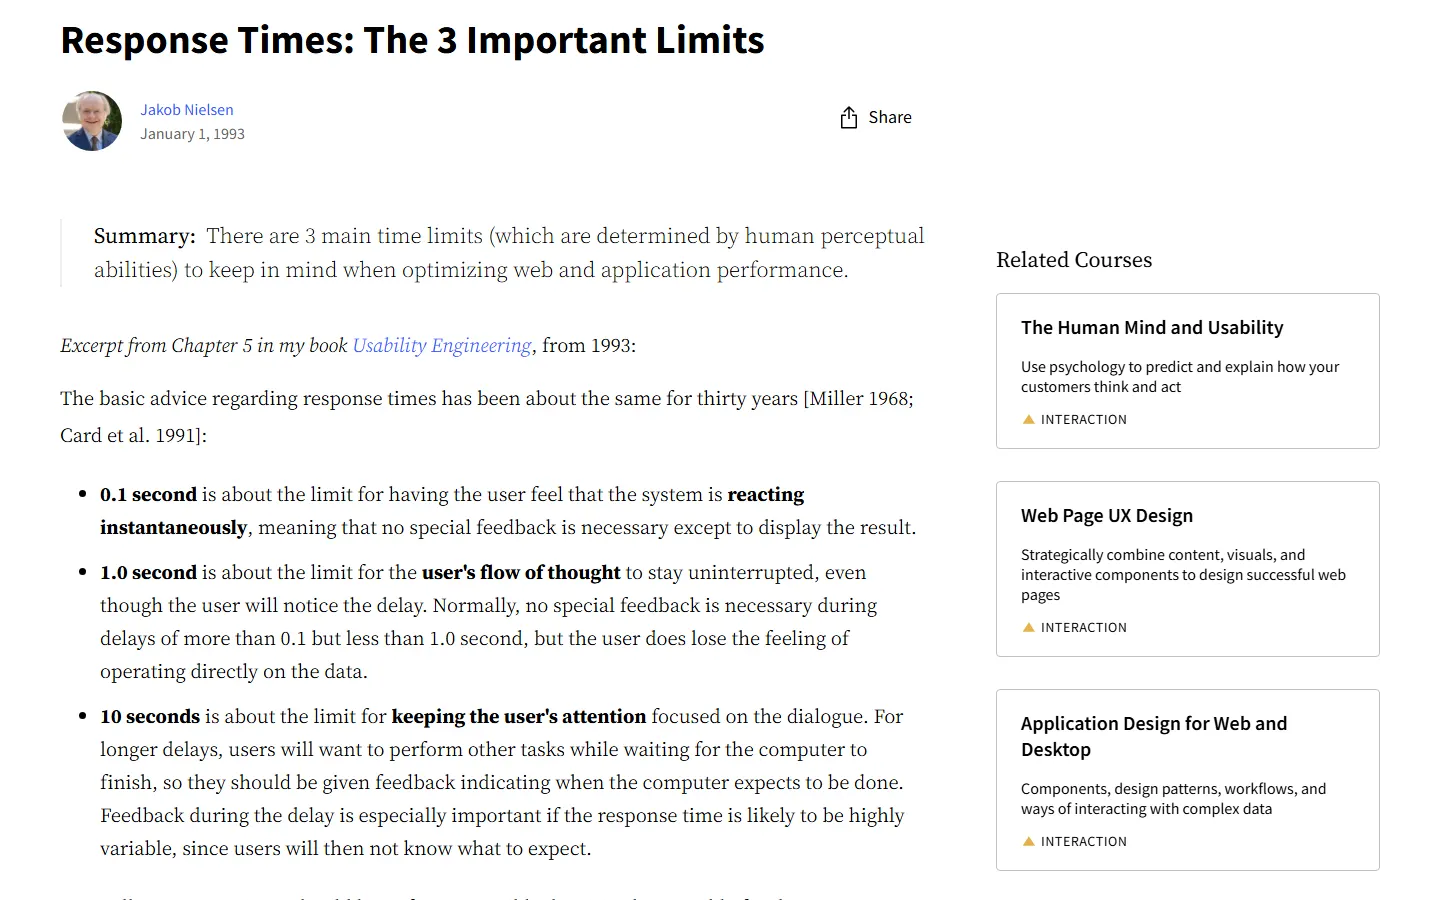 Response Times: The 3 Important Limits
Jakob Nielsen
January 1, 1993
Share
Summary: There are 3 main time limits (which are determined by human perceptual
abilities) to keep in mind when optimizing web and application performance.
Excerpt from Chapter 5 in my book Usability Engineering, from 1993:
The basic advice regarding response times has been about the same for thirty years [Miller 1968;
Card et al. 1991]:
• 0.1 second is about the limit for having the user feel that the system is reacting
instantaneously, meaning that no special feedback is necessary except to display the result.
• 1.0 second is about the limit for the user's flow of thought to stay uninterrupted, even
though the user will notice the delay. Normally, no special feedback is necessary during
delays of more than 0.1 but less than 1.0 second, but the user does lose the feeling of
operating directly on the data.
• 10 seconds is about the limit for keeping the user's attention focused on the dialogue. For
longer delays, users will want to perform other tasks while waiting for the computer to
finish, so they should be given feedback indicating when the computer expects to be done.
Feedback during the delay is especially important if the response time is likely to be highly
variable, since users will then not know what to expect.
Related Courses
The Human Mind and Usability
Use psychology to predict and explain how your
customers think and act
INTERACTION
Web Page UX Design
Strategically combine content, visuals, and
interactive components to design successful web
pages
INTERACTION
Application Design for Web and
Desktop
Components, design patterns, workflows, and
ways of interacting with complex data
INTERACTION